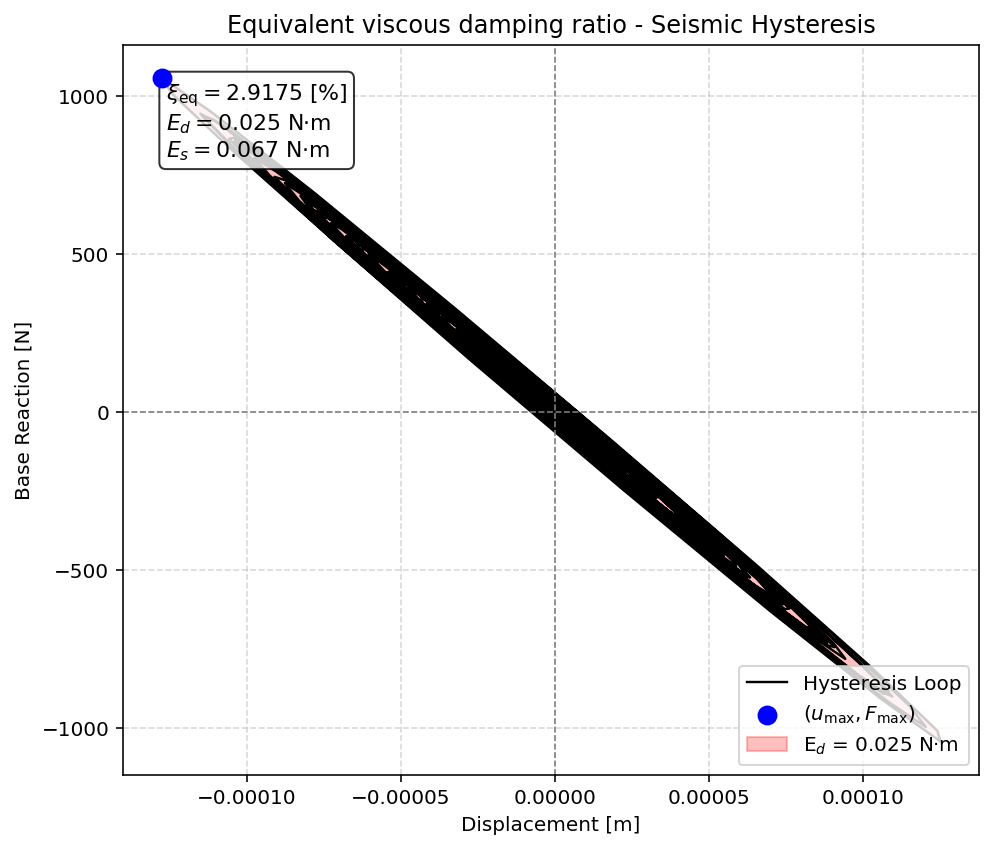 Equivalent viscous damping ratio - Seismic Hysteresis
ξeq = 2.9175 [%]
Ed = 0.025 N·m
Es = 0.067 N·m
1000
500
0
−500
−1000
Base Reaction [N]
Hysteresis Loop
(umax, Fmax)
Ed = 0.025 N·m
−0.00010
−0.00005
0.00000
0.00005
0.00010
Displacement [m]